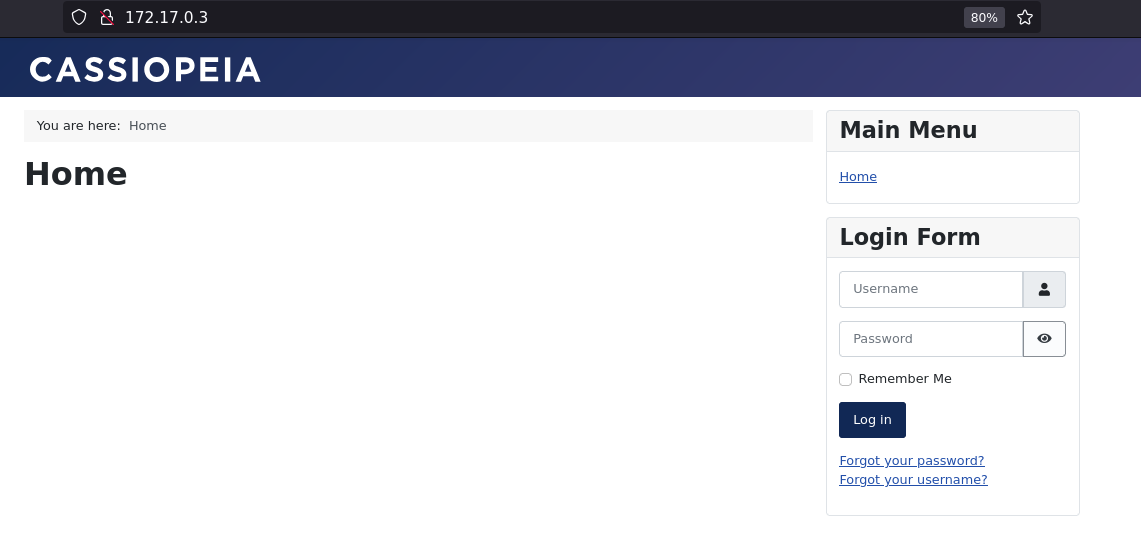 172.17.0.3
80%
CASSIOPEIA
You are here: Home
Home
Main Menu
Home
Login Form
Username
Password
Remember Me
Log in
Forgot your password?
Forgot your username?